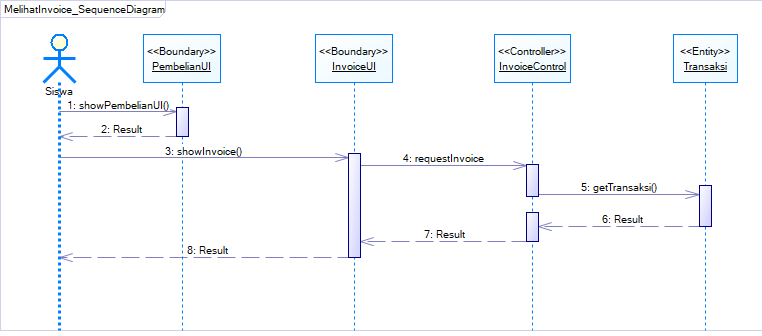 MelihatInvoice_SequenceDiagram
Siswa
<<Boundary>>
PembelianUI
<<Boundary>>
InvoiceUI
<<Controller>>
InvoiceControl
<<Entity>>
Transaksi
1: showPembelianUI()
2: Result
3: showInvoice()
4: requestInvoice
5: getTransaksi()
6: Result
7: Result
8: Result